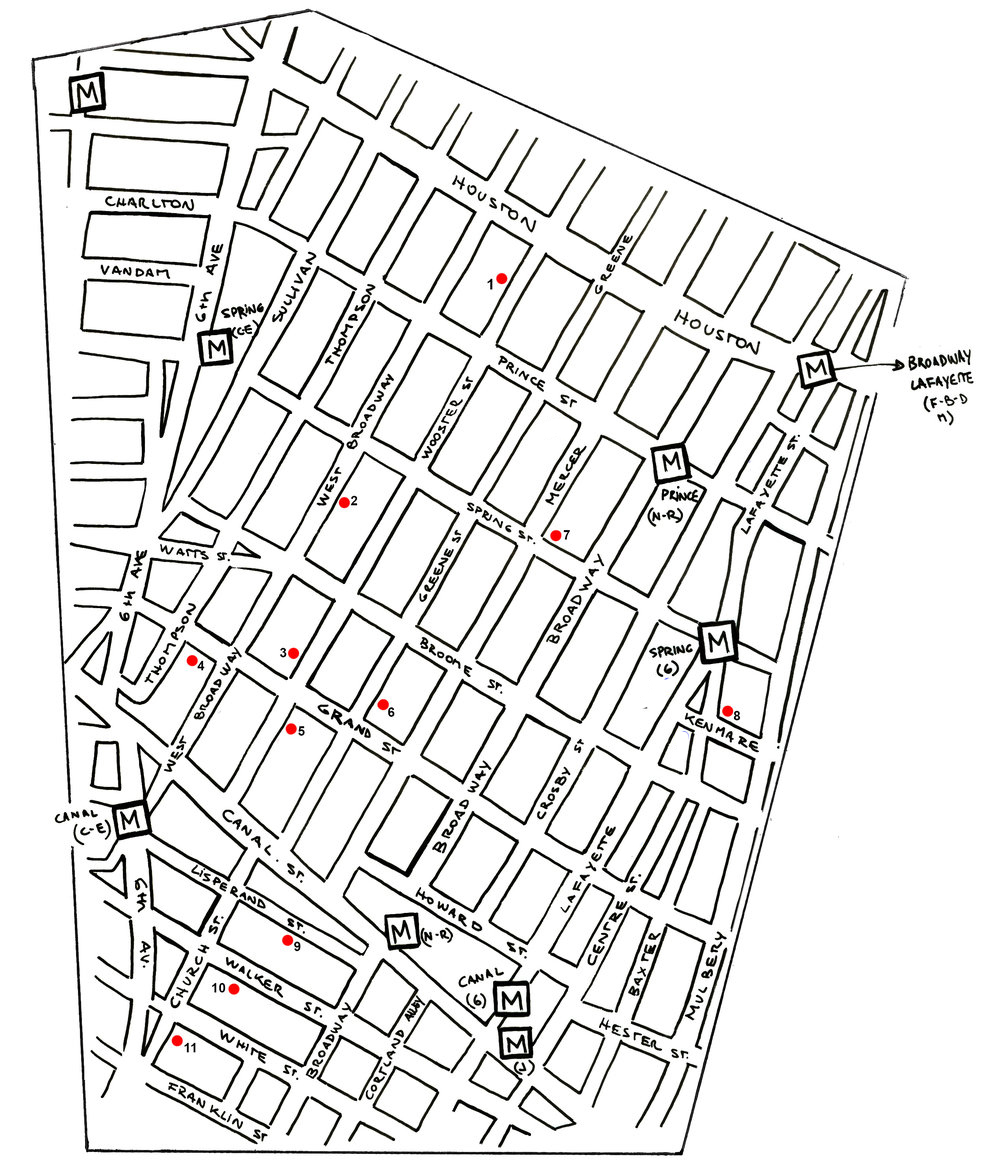 M
HOUSTON
CHARLTON
6th AVE
SULLIVAN
GREENE
1
VANDAM
THOMPSON
SPRING
(CE)
M
HOUSTON
M
BROADWAY
LAFAYETTE
(F-B-D
M)
PRINCE ST
WEST BROADWAY
WOOSTER ST
MERCER
M
PRINCE
(N-R)
LAFAYETTE ST.
2
SPRING ST.
7
WATTS ST.
GREENE ST
BROADWAY
6th AVE
THOMPSON
M
SPRING
(6)
BROOME ST.
3
4
WEST BROADWAY
6
8
KENMARE
GRAND ST
5
CROSBY ST
BROADWAY
CANAL
(C-E)
M
CANAL ST.
LISPERAND ST.
LAFAYETTE
HOWARD ST.
6th AV.
CHURCH ST.
CENTRE ST.
BAXTER
MULBERY
M
(N-R)
9
WALKER ST.
10
CANAL
(6)
M
M
(J)
BROADWAY
CORTLAND ALLEY
HESTER ST.
WHITE ST.
11
FRANKLIN ST